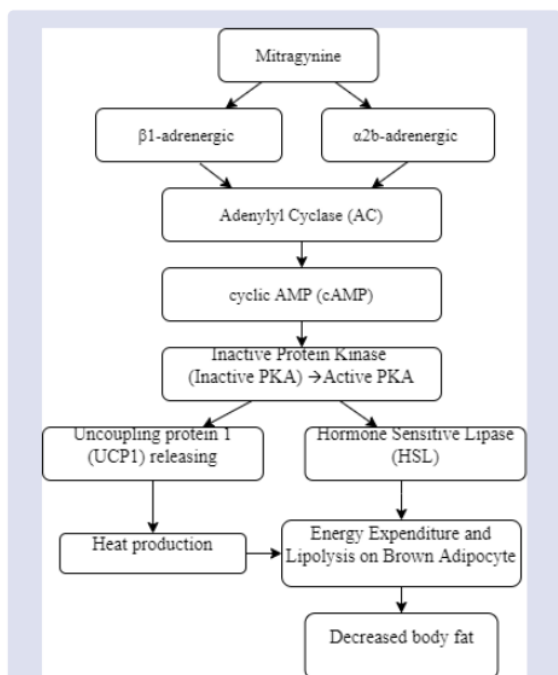 Mitragynine
β1-adrenergic
α2b-adrenergic
Adenylyl Cyclase (AC)
cyclic AMP (cAMP)
Inactive Protein Kinase
(Inactive PKA) →Active PKA
Uncoupling protein 1
(UCP1) releasing
Hormone Sensitive Lipase
(HSL)
Heat production
Energy Expenditure and
Lipolysis on Brown Adipocyte
Decreased body fat